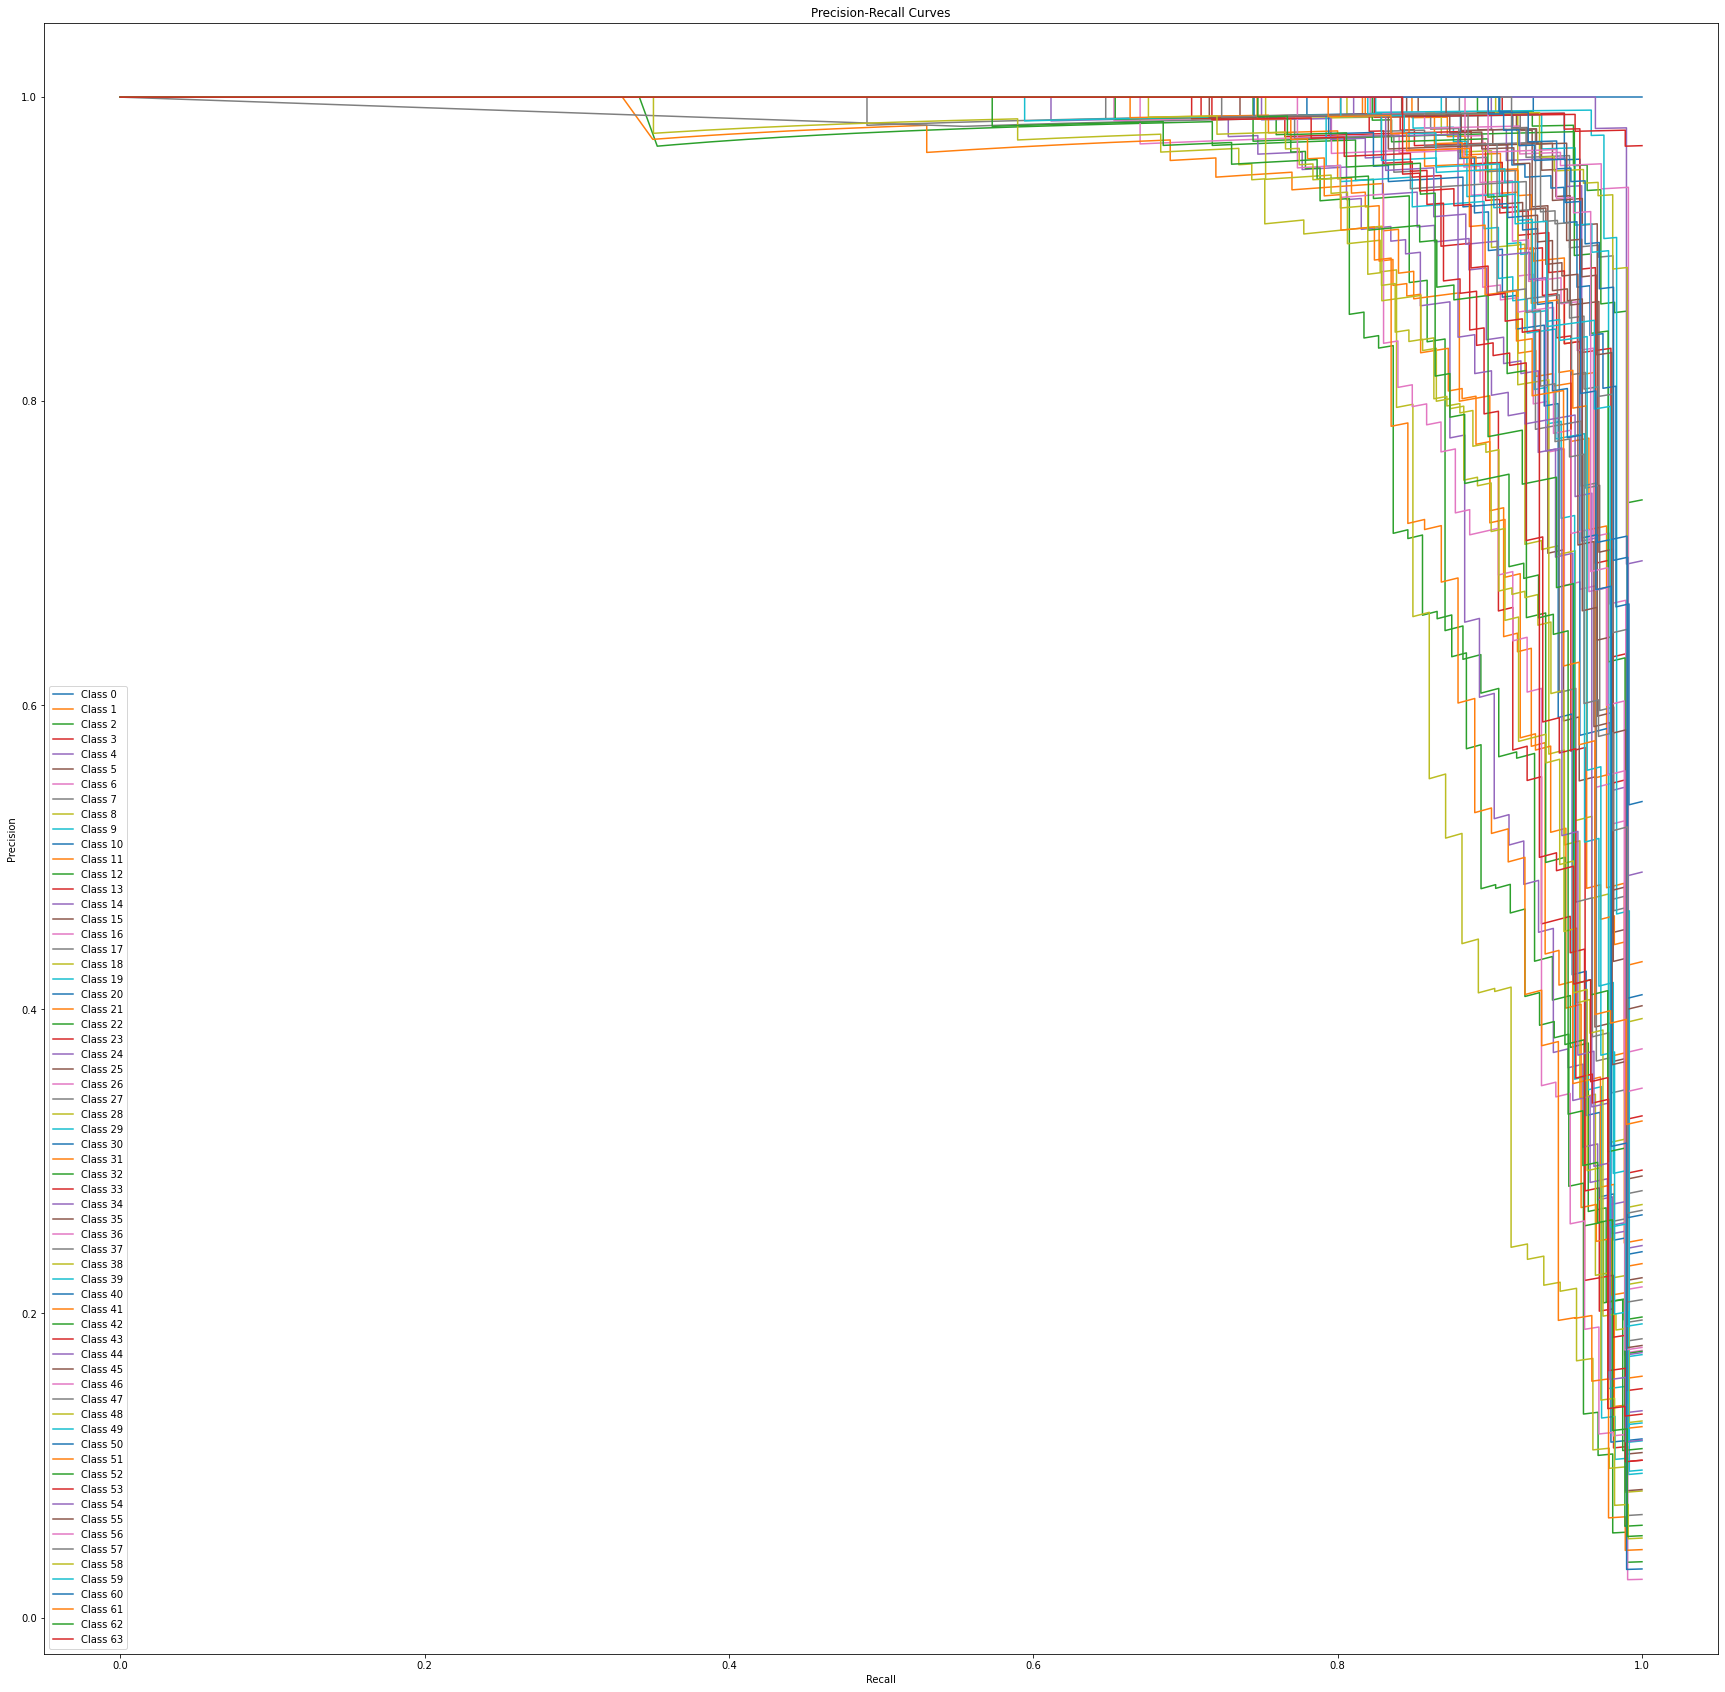 Precision-Recall Curves
1.0
0.8
0.6
0.4
0.2
0.0
Precision
Class 0
Class 1
Class 2
Class 3
Class 4
Class 5
Class 6
Class 7
Class 8
Class 9
Class 10
Class 11
Class 12
Class 13
Class 14
Class 15
Class 16
Class 17
Class 18
Class 19
Class 20
Class 21
Class 22
Class 23
Class 24
Class 25
Class 26
Class 27
Class 28
Class 29
Class 30
Class 31
Class 32
Class 33
Class 34
Class 35
Class 36
Class 37
Class 38
Class 39
Class 40
Class 41
Class 42
Class 43
Class 44
Class 45
Class 46
Class 47
Class 48
Class 49
Class 50
Class 51
Class 52
Class 53
Class 54
Class 55
Class 56
Class 57
Class 58
Class 59
Class 60
Class 61
Class 62
Class 63
0.0 0.2 0.4 0.6 0.8 1.0
Recall